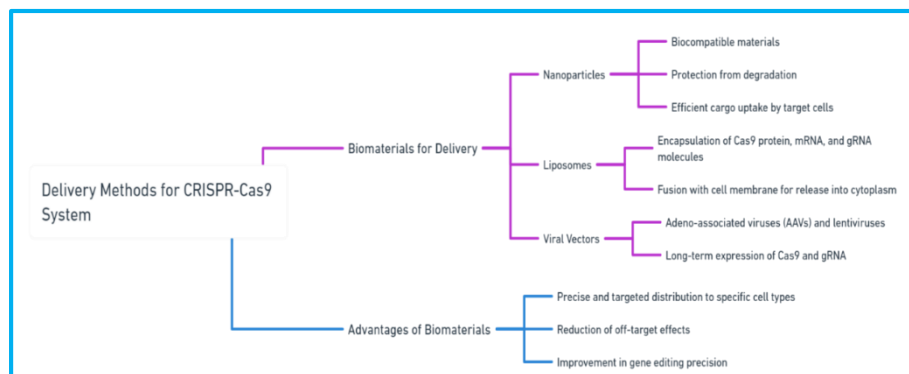 Delivery Methods for CRISPR-Cas9
System
Biomaterials for Delivery
Nanoparticles
Biocompatible materials
Protection from degradation
Efficient cargo uptake by target cells
Liposomes
Encapsulation of Cas9 protein, mRNA, and gRNA
molecules
Fusion with cell membrane for release into cytoplasm
Viral Vectors
Adeno-associated viruses (AAVs) and lentiviruses
Long-term expression of Cas9 and gRNA
Advantages of Biomaterials
Precise and targeted distribution to specific cell types
Reduction of off-target effects
Improvement in gene editing precision